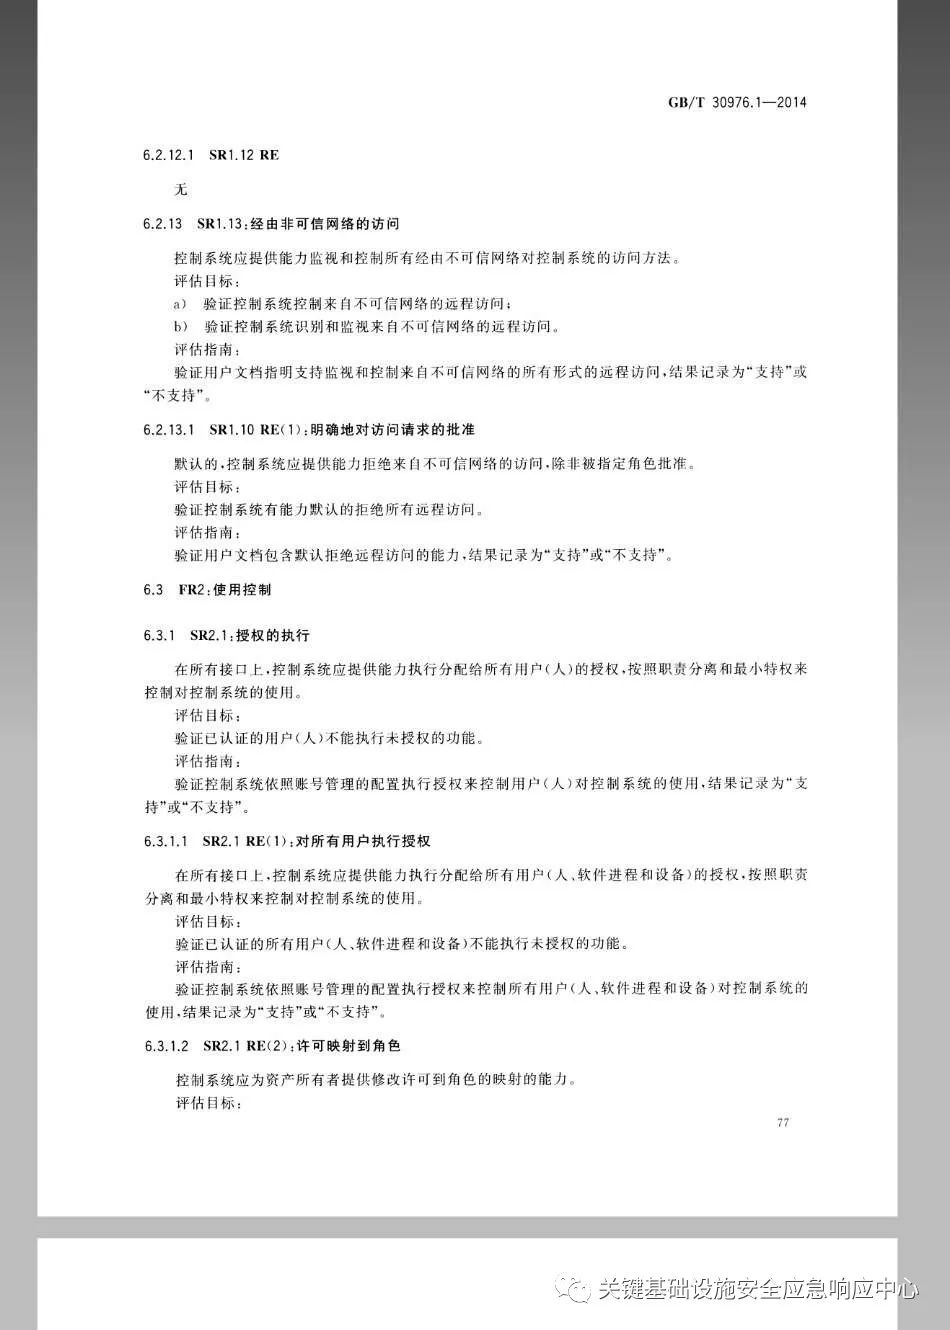 GB/T 30976.1—2014
6.2.12.1 SR1.12 RE
无
6.2.13 SR1.13:经由非可信网络的访问
控制系统应提供能力监视和控制所有经由不可信网络对控制系统的访问方法。
评估目标:
a) 验证控制系统控制来自不可信网络的远程访问;
b) 验证控制系统识别和监视来自不可信网络的远程访问。
评估指南:
验证用户文档指明支持监视和控制来自不可信网络的所有形式的远程访问,结果记录为“支持”或
“不支持”。
6.2.13.1 SR1.10 RE(1):明确地对访问请求的批准
默认的,控制系统应提供能力拒绝来自不可信网络的访问,除非被指定角色批准。
评估目标:
验证控制系统有能力默认的拒绝所有远程访问。
评估指南:
验证用户文档包含默认拒绝远程访问的能力,结果记录为“支持”或“不支持”。
6.3 FR2:使用控制
6.3.1 SR2.1:授权的执行
在所有接口上,控制系统应提供能力执行分配给所有用户(人)的授权,按照职责分离和最小特权来
控制对控制系统的使用。
评估目标:
验证已认证的用户(人)不能执行未授权的功能。
评估指南:
验证控制系统依照账号管理的配置执行授权来控制用户(人)对控制系统的使用,结果记录为“支
持”或“不支持”。
6.3.1.1 SR2.1 RE(1):对所有用户执行授权
在所有接口上,控制系统应提供能力执行分配给所有用户(人、软件进程和设备)的授权,按照职责
分离和最小特权来控制对控制系统的使用。
评估目标:
验证已认证的所有用户(人、软件进程和设备)不能执行未授权的功能。
评估指南:
验证控制系统依照账号管理的配置执行授权来控制所有用户(人、软件进程和设备)对控制系统的
使用,结果记录为“支持”或“不支持”。
6.3.1.2 SR2.1 RE(2):许可映射到角色
控制系统应为资产所有者提供修改许可到角色的映射的能力。
评估目标:
77
关键基础设施安全应急响应中心